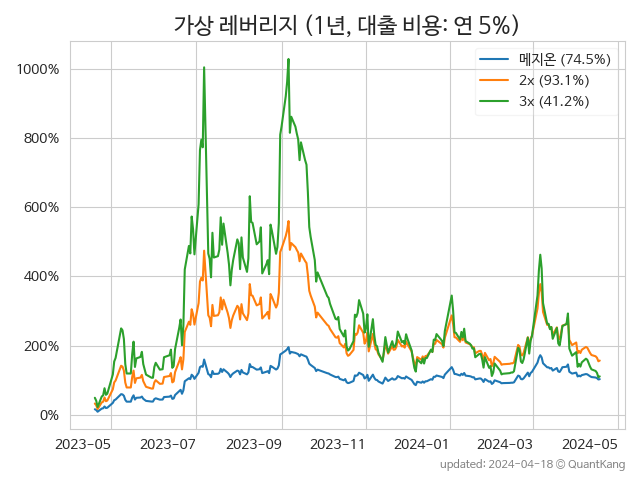 가상 레버리지 (1년, 대출 비용: 연 5%)
메지온 (74.5%)
2x (93.1%)
3x (41.2%)
1000%
800%
600%
400%
200%
0%
2023-05 2023-07 2023-09 2023-11 2024-01 2024-03 2024-05
updated: 2024-04-18 © QuantKang